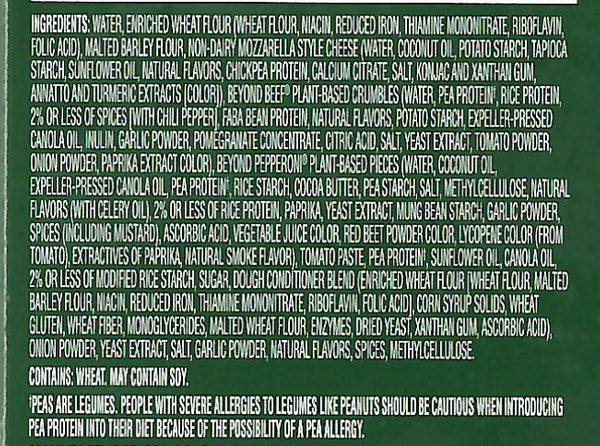 INGREDIENTS: WATER, ENRICHED WHEAT FLOUR (WHEAT FLOUR, NIACIN, REDUCED IRON, THIAMINE MONONITRATE, RIBOFLAVIN,
FOLIC ACID), MALTED BARLEY FLOUR, NON-DAIRY MOZZARELLA STYLE CHEESE (WATER, COCONUT OIL, POTATO STARCH, TAPIOCA
STARCH, SUNFLOWER OIL, NATURAL FLAVORS, CHICKPEA PROTEIN, CALCIUM CITRATE, SALT, KONJAC AND XANTHAN GUM,
ANNATTO AND TURMERIC EXTRACTS [COLOR]), BEYOND BEEF® PLANT-BASED CRUMBLES (WATER, PEA PROTEIN†, RICE PROTEIN,
2% OR LESS OF SPICES [WITH CHILI PEPPER], FABA BEAN PROTEIN, NATURAL FLAVORS, POTATO STARCH, EXPELLER-PRESSED
CANOLA OIL, INULIN, GARLIC POWDER, POMEGRANATE CONCENTRATE, CITRIC ACID, SALT, YEAST EXTRACT, TOMATO POWDER,
ONION POWDER, PAPRIKA EXTRACT COLOR), BEYOND PEPPERONI® PLANT-BASED PIECES (WATER, COCONUT OIL,
EXPELLER-PRESSED CANOLA OIL, PEA PROTEIN†, RICE STARCH, COCOA BUTTER, PEA STARCH, SALT, METHYLCELLULOSE, NATURAL
FLAVORS (WITH CELERY OIL), 2% OR LESS OF RICE PROTEIN, PAPRIKA, YEAST EXTRACT, MUNG BEAN STARCH, GARLIC POWDER,
SPICES (INCLUDING MUSTARD), ASCORBIC ACID, VEGETABLE JUICE COLOR, RED BEET POWDER COLOR, LYCOPENE COLOR (FROM
TOMATO), EXTRACTIVES OF PAPRIKA, NATURAL SMOKE FLAVOR), TOMATO PASTE, PEA PROTEIN†, SUNFLOWER OIL, CANOLA OIL,
2% OR LESS OF MODIFIED RICE STARCH, SUGAR, DOUGH CONDITIONER BLEND (ENRICHED WHEAT FLOUR [WHEAT FLOUR, MALTED
BARLEY FLOUR, NIACIN, REDUCED IRON, THIAMINE MONONITRATE, RIBOFLAVIN, FOLIC ACID], CORN SYRUP SOLIDS, WHEAT
GLUTEN, WHEAT FIBER, MONOGLYCERIDES, MALTED WHEAT FLOUR, ENZYMES, DRIED YEAST, XANTHAN GUM, ASCORBIC ACID),
ONION POWDER, YEAST EXTRACT, SALT, GARLIC POWDER, NATURAL FLAVORS, SPICES, METHYLCELLULOSE.
CONTAINS: WHEAT. MAY CONTAIN SOY.
†PEAS ARE LEGUMES. PEOPLE WITH SEVERE ALLERGIES TO LEGUMES LIKE PEANUTS SHOULD BE CAUTIOUS WHEN INTRODUCING
PEA PROTEIN INTO THEIR DIET BECAUSE OF THE POSSIBILITY OF A PEA ALLERGY.